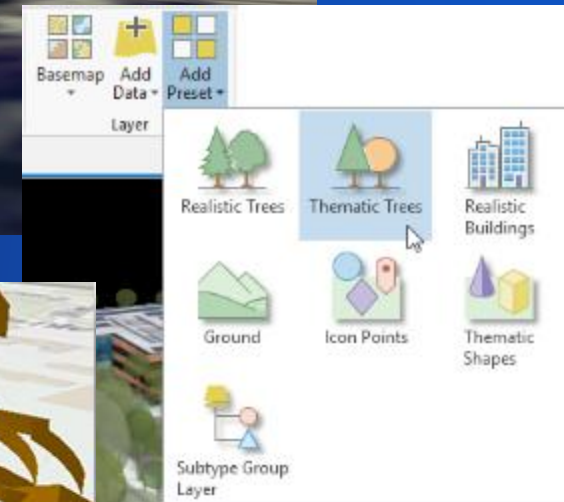 Basemap Add Add
Data Preset
Layer
Realistic Trees Thematic Trees Realistic
Buildings
Ground Icon Points Thematic
Shapes
Subtype Group
Layer